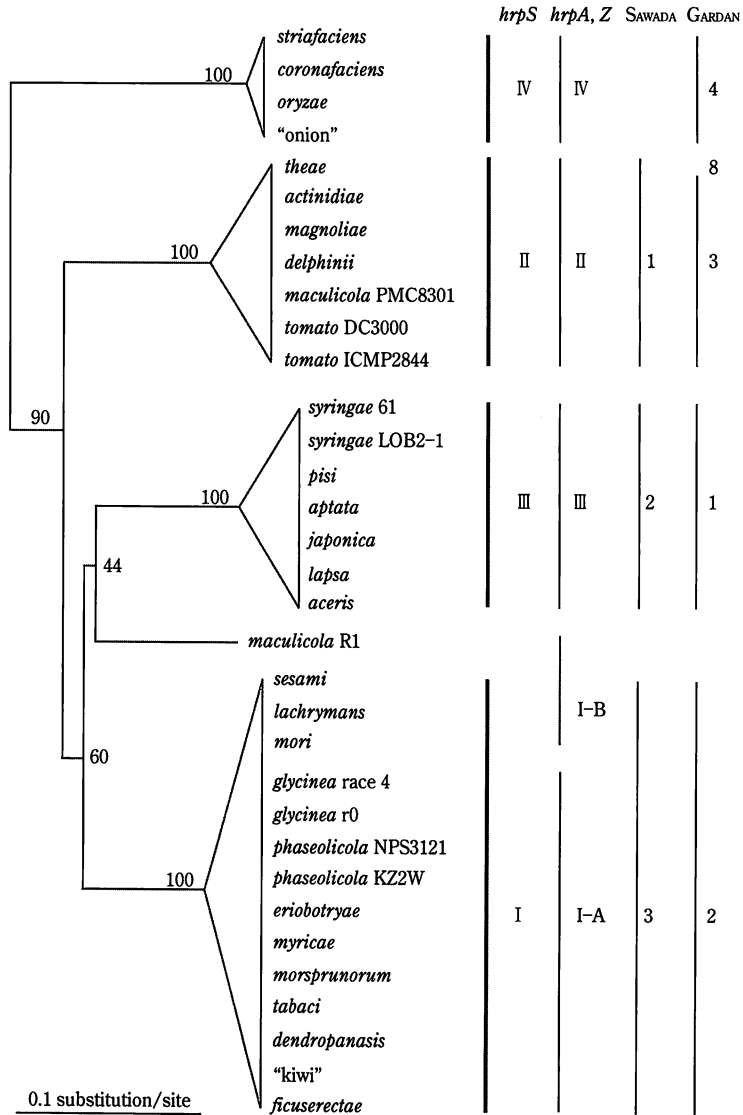 hrpS hrpA, Z SAWADA GARDAN
striafaciens
coronafaciens
100
IV IV 4
oryzae
“onion”
theae 8
actinidiae
magnoliae
100 delphinii II II 1 3
maculicola PMC8301
tomato DC3000
tomato ICMP2844
syringae 61
90
syringae LOB2-1
pisi
100 aptata III III 2 1
japonica
44
lapsa
aceris
maculicola R1
sesami
lachrymans I-B
mori
60
glycinea race 4
glycinea r0
phaseolicola NPS3121
100 phaseolicola KZ2W
eriobotryae I I-A 3 2
myricae
morsprunorum
tabaci
dendropanasis
“kiwi”
0.1 substitution/site ficuserectae